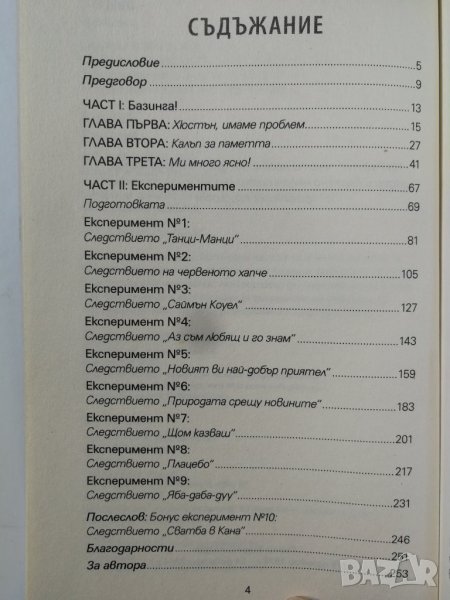 СЪДЪЖАНИЕ
Предисловие 5
Предговор 9
ЧАСТ I: Базинга! 13
ГЛАВА ПЪРВА: Хюстън, имаме проблем 15
ГЛАВА ВТОРА: Калъп за паметта 27
ГЛАВА ТРЕТА: Ми много ясно! 41
ЧАСТ II: Експериментите 67
Подготовката 69
Експеримент №1:
Следствието „Танци-Манци“ 81
Експеримент №2:
Следствието на червеното хапче 105
Експеримент №3:
Следствието „Саймън Коуел“ 127
Експеримент №4:
Следствието „Аз съм любящ и го знам“ 143
Експеримент №5:
Следствието „Новият ви най-добър приятел“ 159
Експеримент №6:
Следствието „Природата срещу новините“ 183
Експеримент №7:
Следствието „Щом казваш“ 201
Експеримент №8:
Следствието „Плацебо“ 217
Експеримент №9:
Следствието „Яба-даба-дуу“ 231
Послеслов: Бонус експеримент №10:
Следствието „Сватба в Кана“ 246
Благодарности 251
За автора 253
4
BAZAR